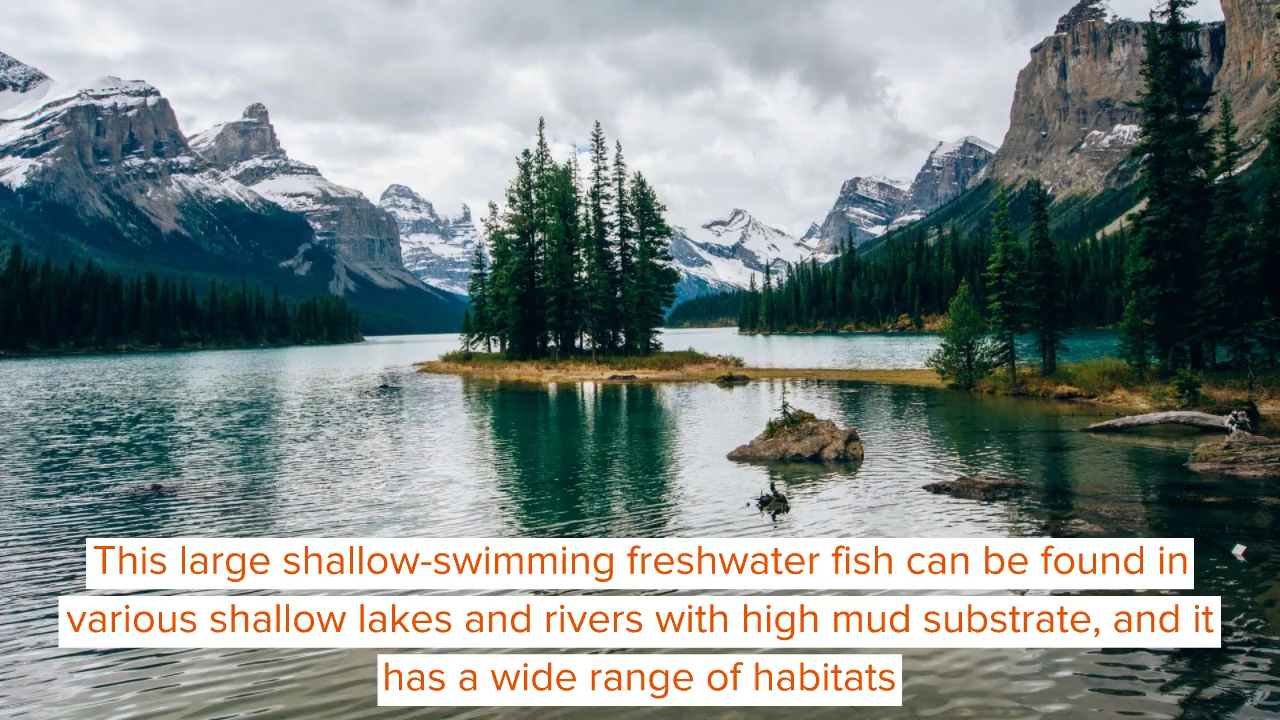 This large shallow-swimming freshwater fish can be found in
various shallow lakes and rivers with high mud substrate, and it
has a wide range of habitats